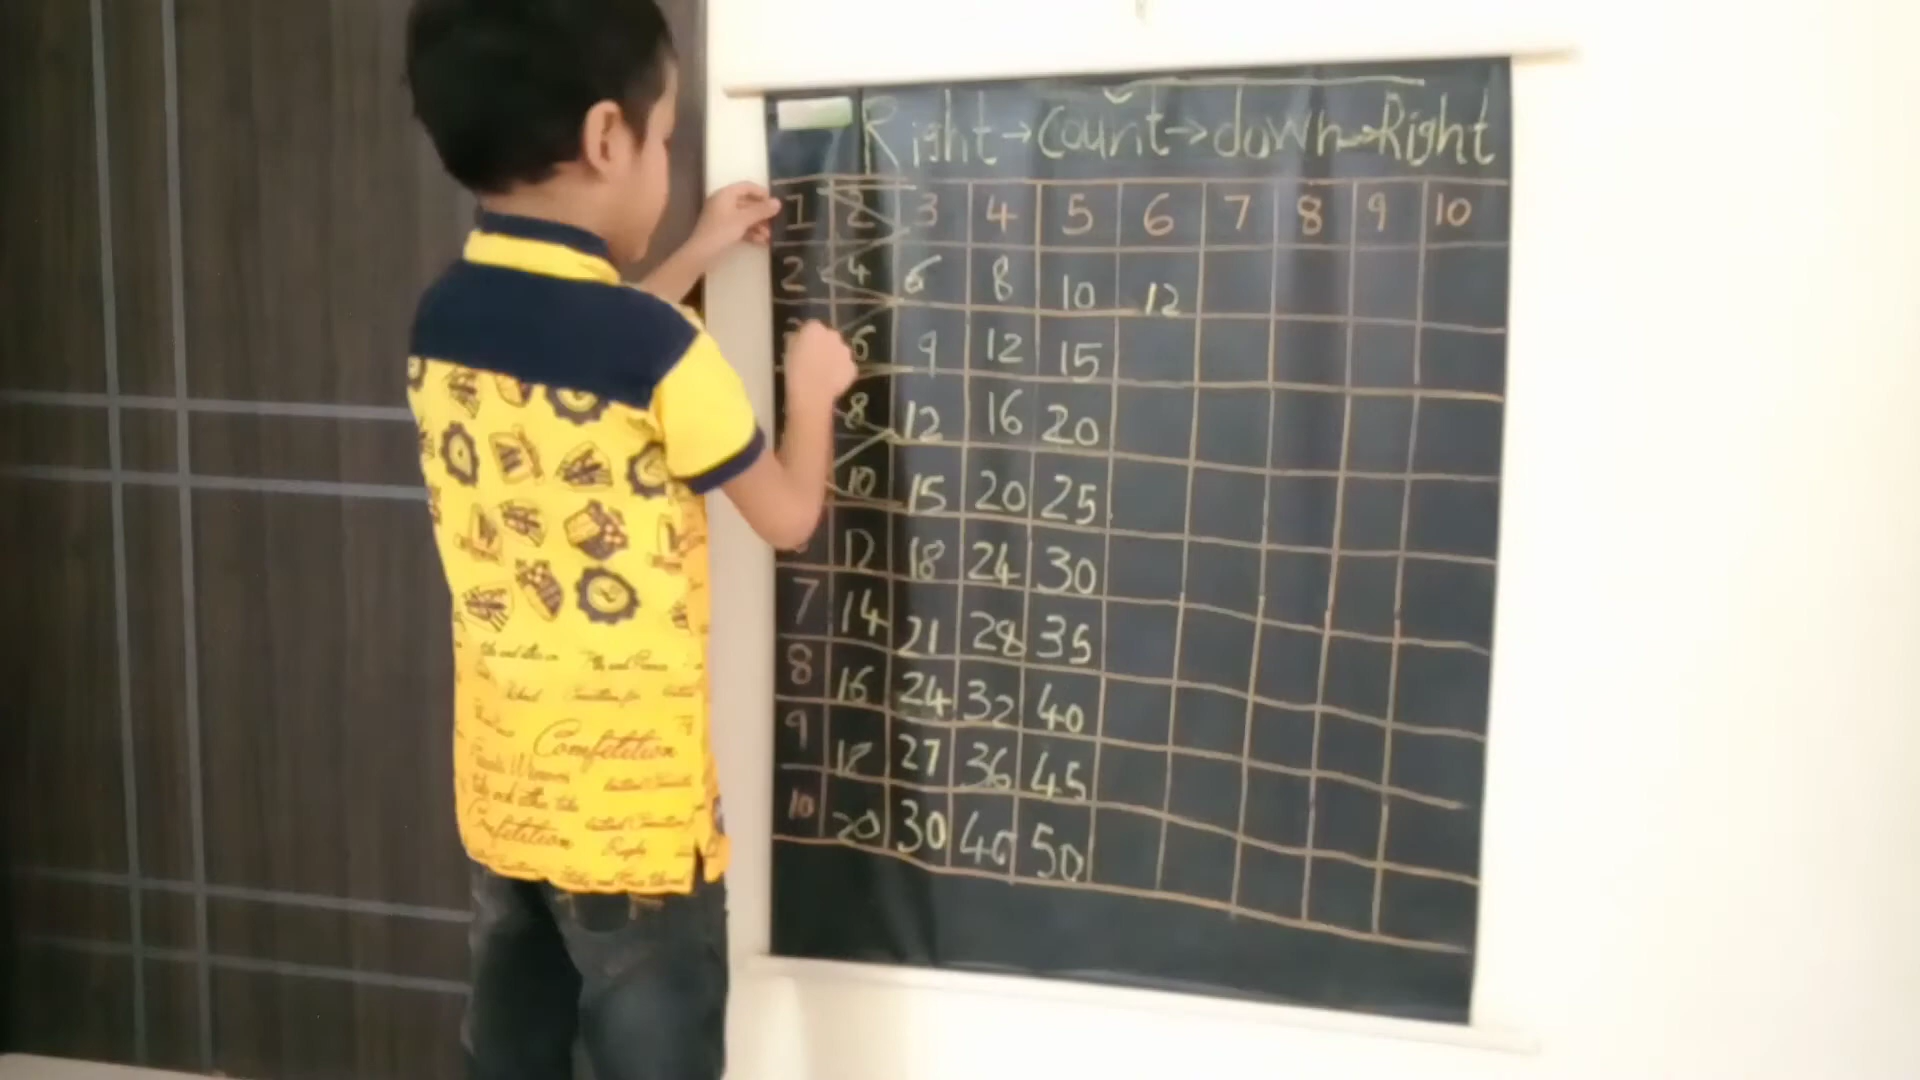 Right → Count → down → Right
1 2 3 4 5 6 7 8 9 10
2 4 6 8 10 12
6 9 12 15
8 12 16 20
10 15 20 25
12 18 24 30
7 14 21 28 35
8 16 24 32 40
9 18 27 36 45
10 20 30 40 50
Competition